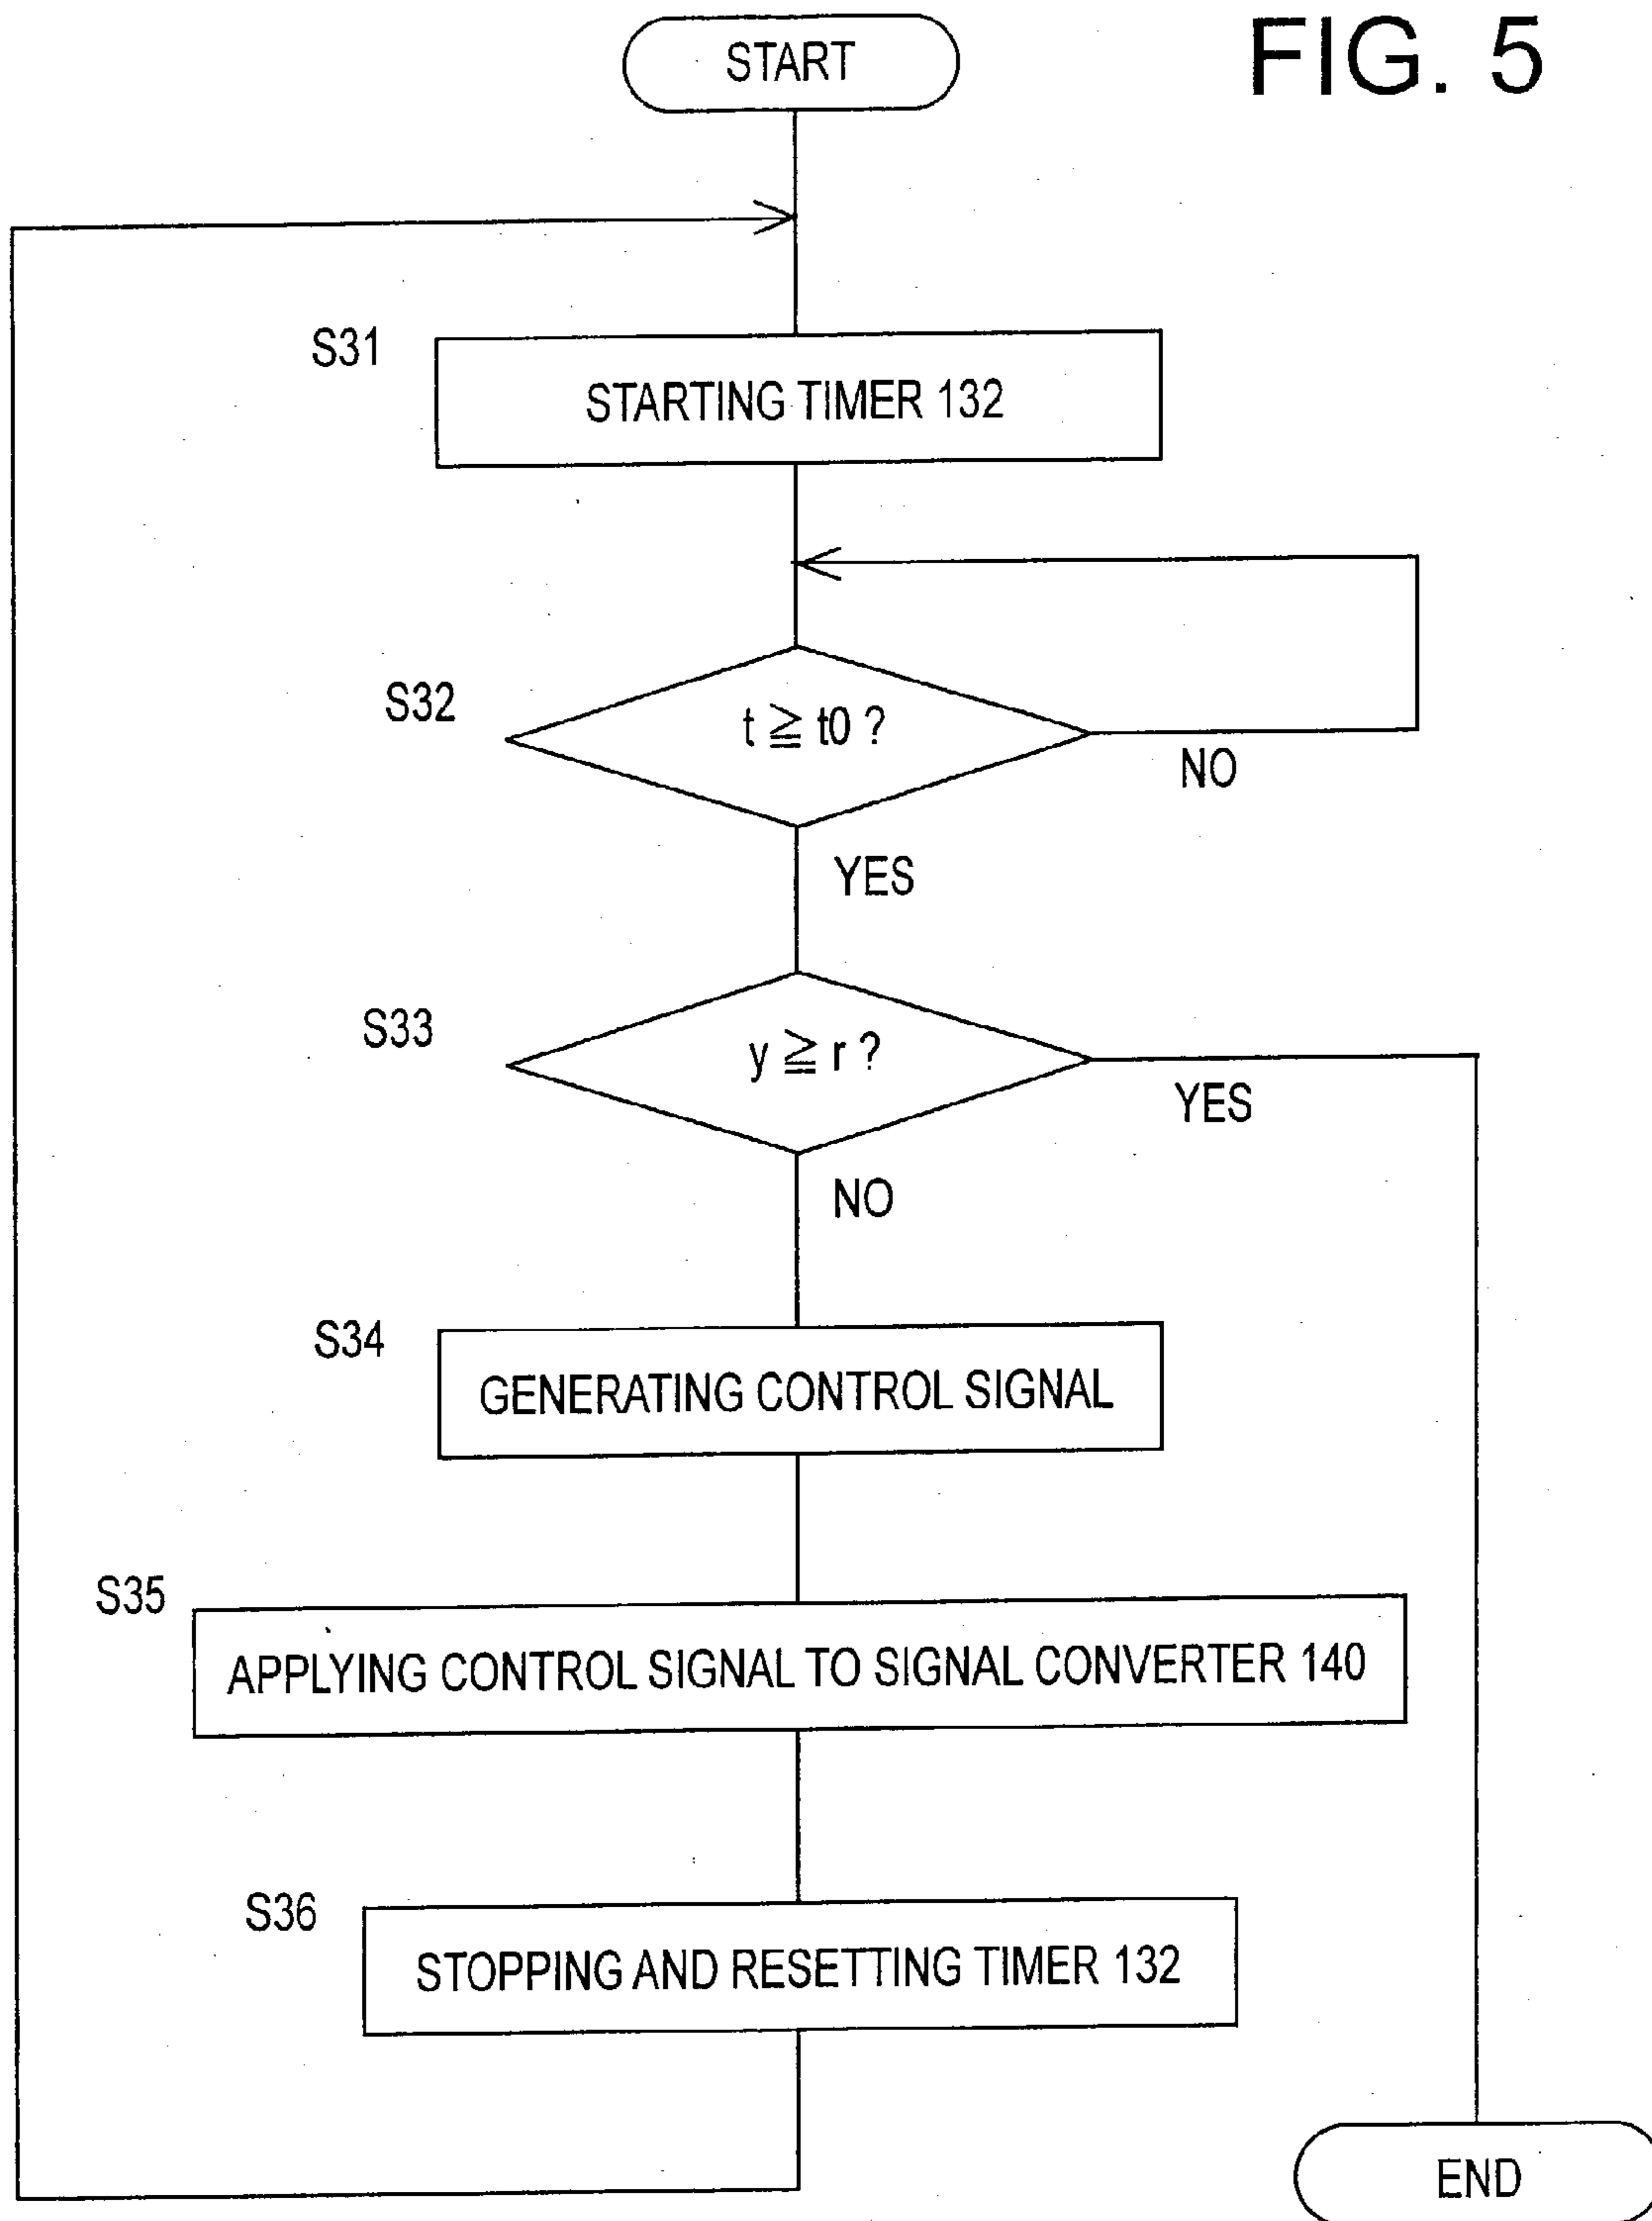 FIG. 5
START
S31
STARTING TIMER 132
S32
t ≧ t0 ?
NO
YES
S33
y ≧ r ?
YES
NO
S34
GENERATING CONTROL SIGNAL
S35
APPLYING CONTROL SIGNAL TO SIGNAL CONVERTER 140
S36
STOPPING AND RESETTING TIMER 132
END